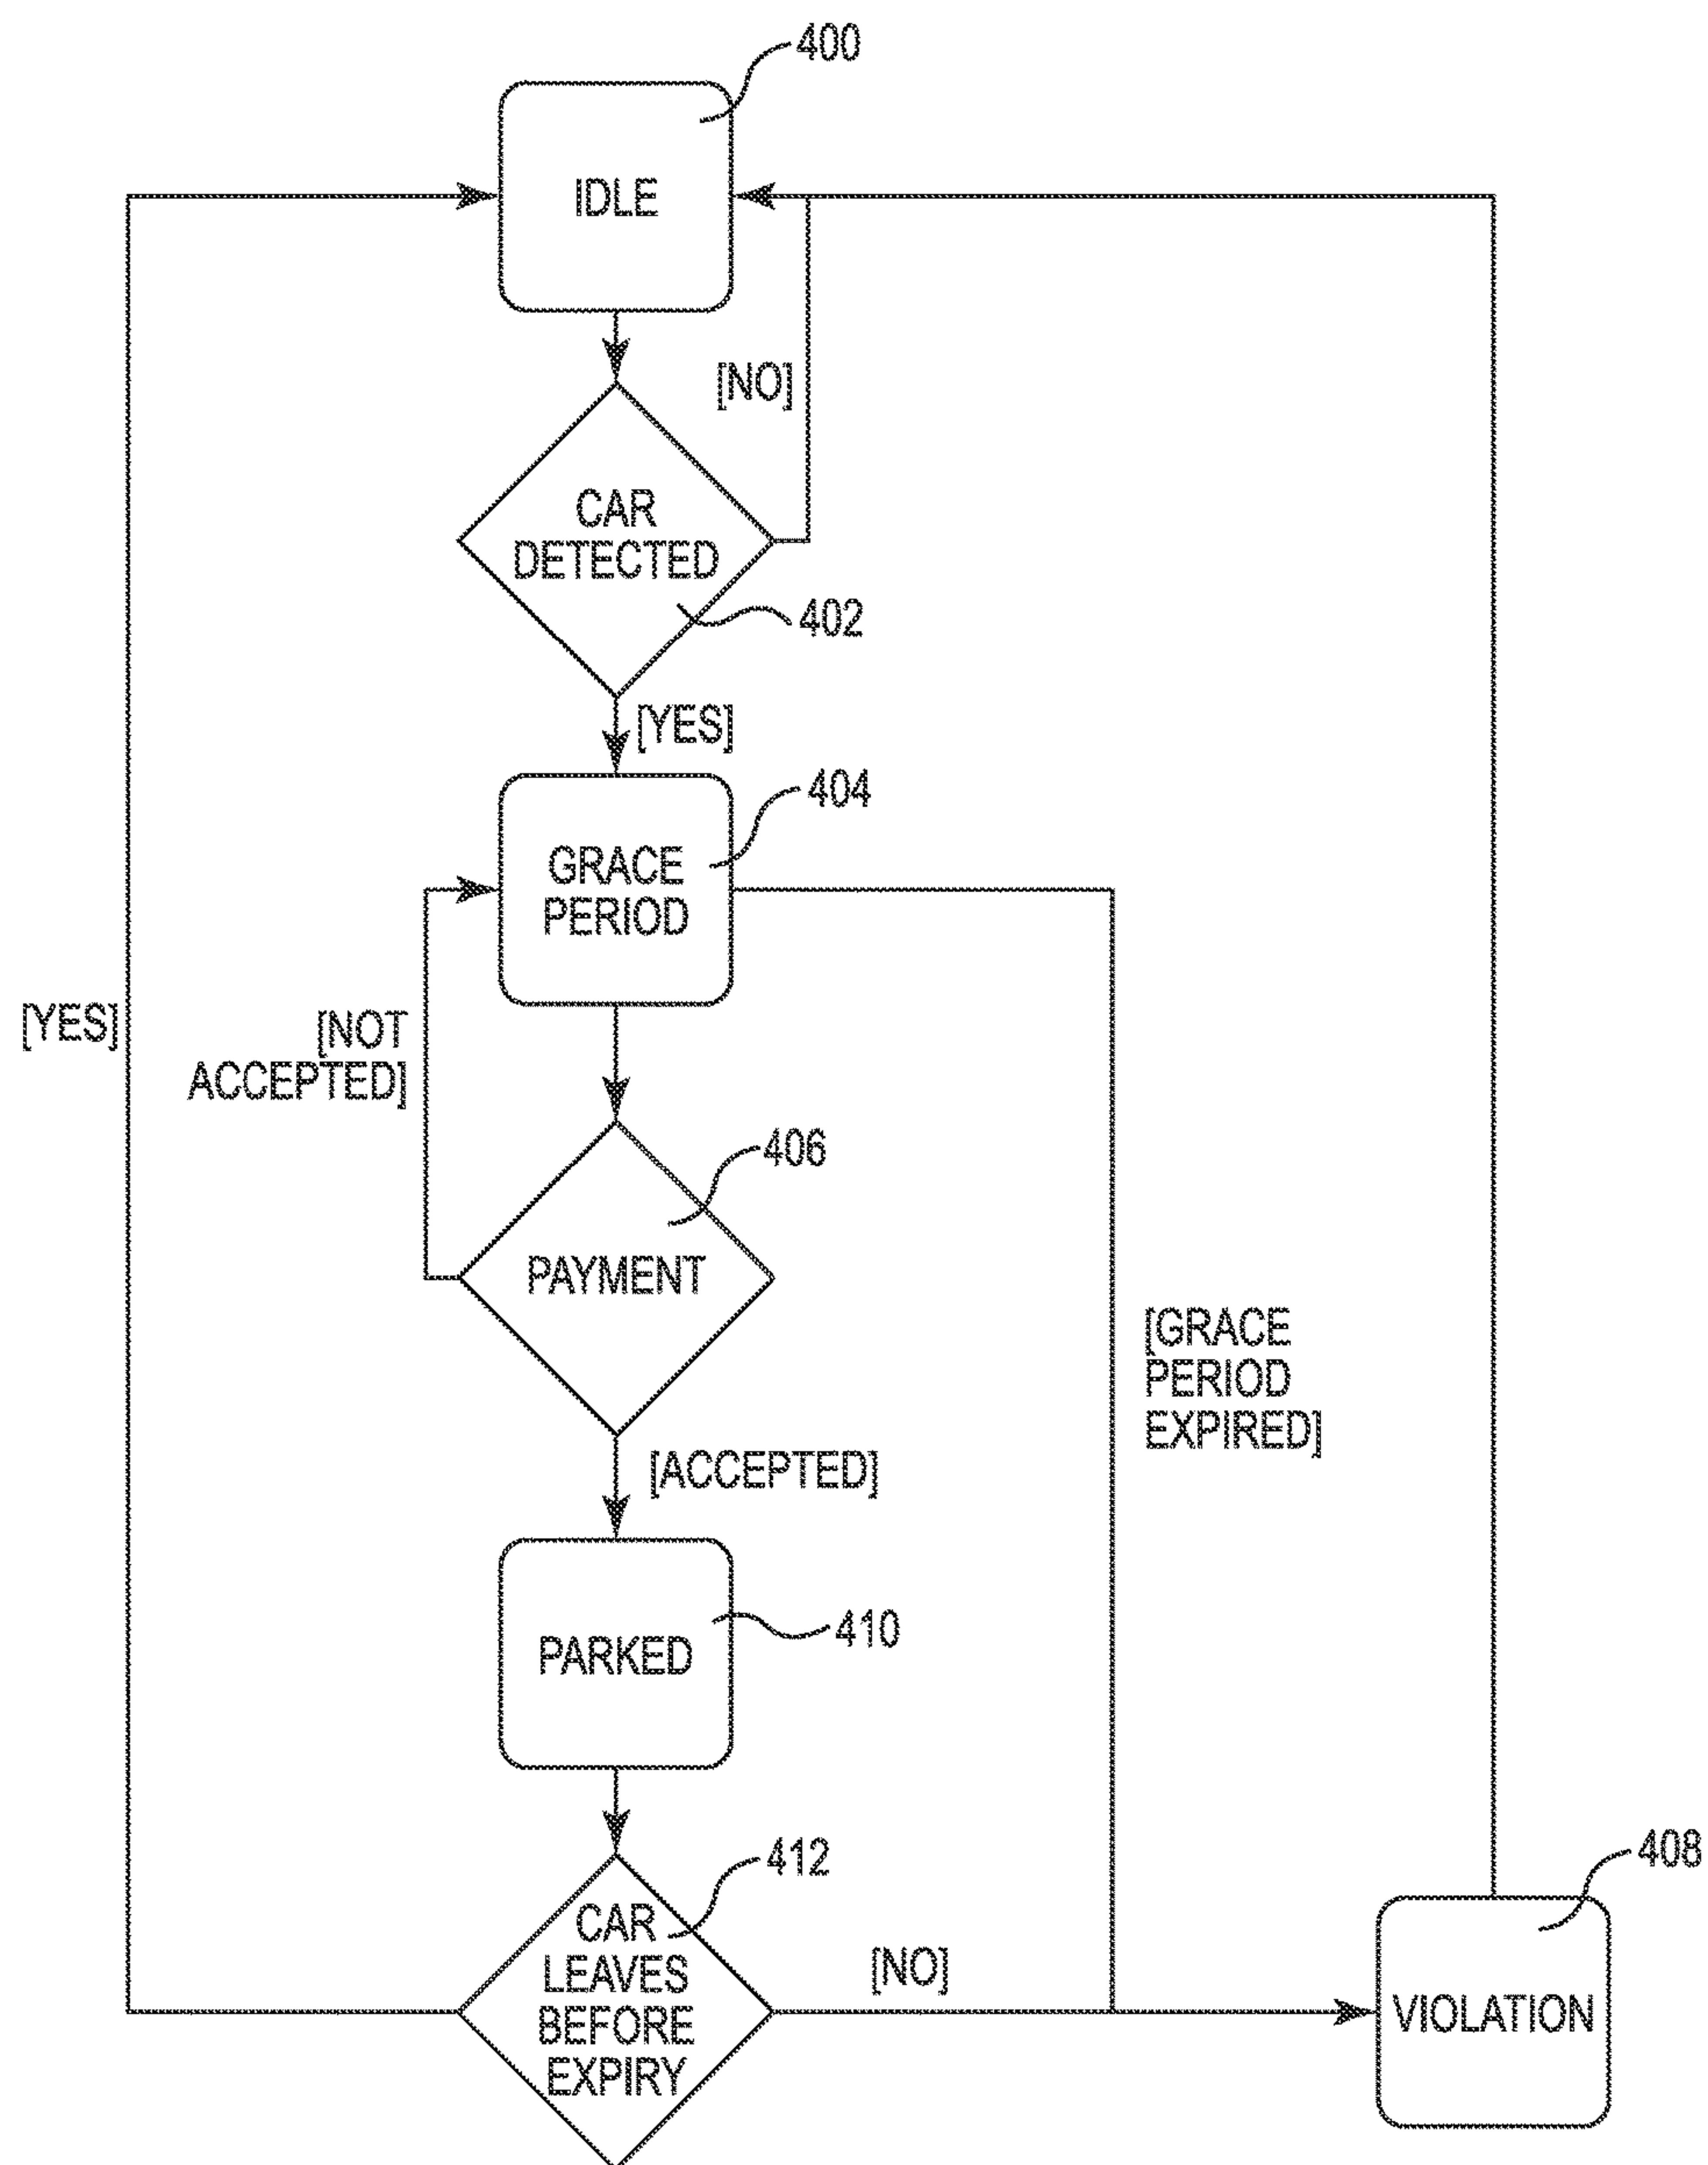 400
IDLE
[NO]
CAR
DETECTED
402
[YES]
404
GRACE
PERIOD
[YES]
[NOT
ACCEPTED]
406
PAYMENT
[GRACE
PERIOD
EXPIRED]
[ACCEPTED]
410
PARKED
412
408
CAR
LEAVES
BEFORE
EXPIRY
[NO]
VIOLATION